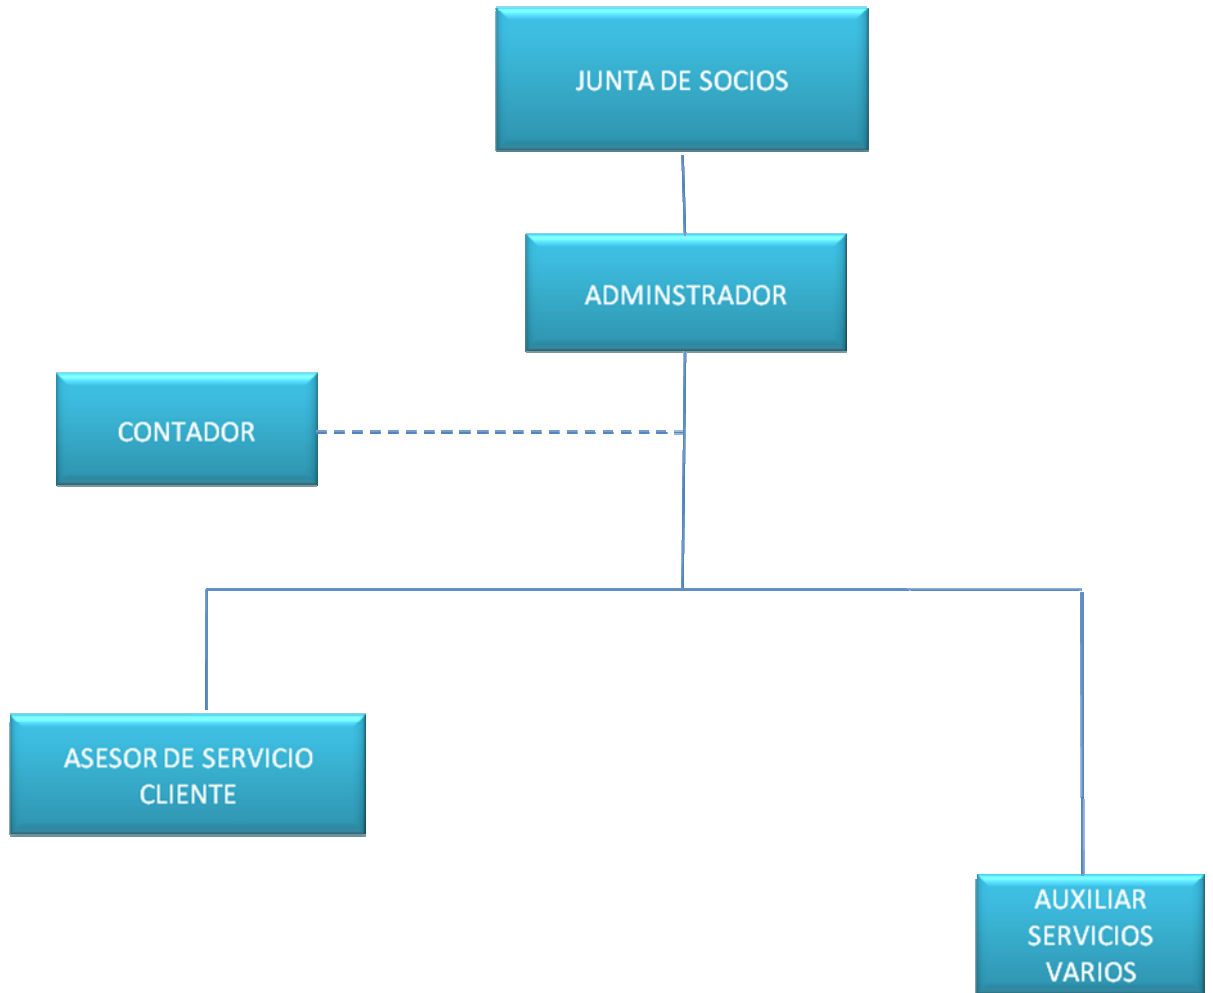 JUNTA DE SOCIOS
ADMINSTRADOR
CONTADOR
ASESOR DE SERVICIO
CLIENTE
AUXILIAR
SERVICIOS
VARIOS